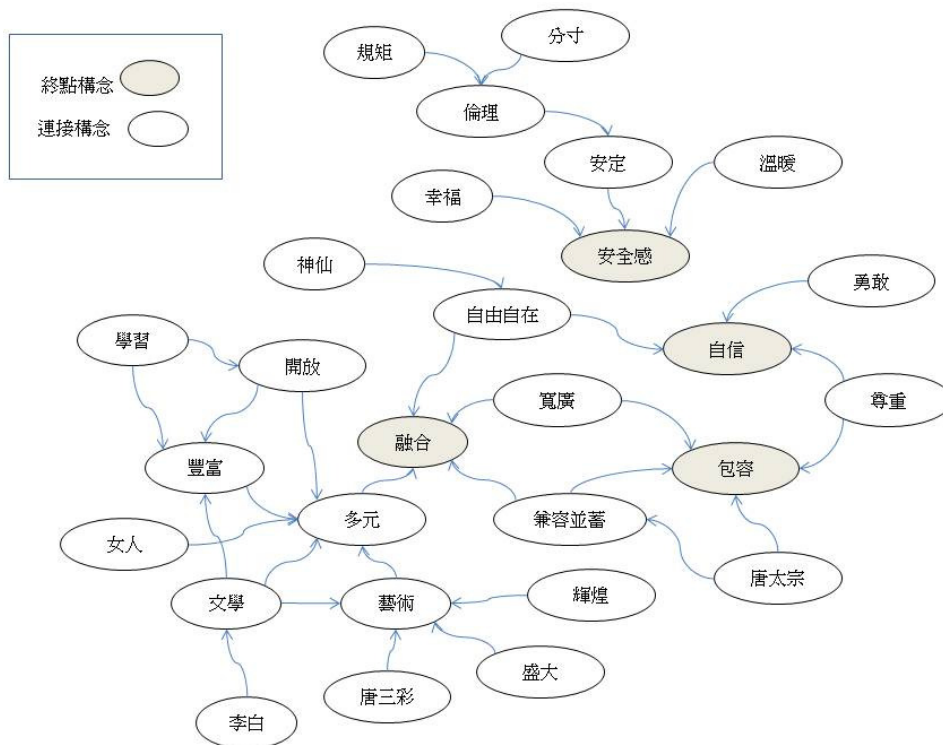 終點構念
連接構念
規矩
分寸
倫理
安定
溫暖
幸福
安全感
神仙
自由自在
勇敢
自信
學習
開放
寬廣
尊重
融合
包容
豐富
多元
兼容並蓄
女人
唐太宗
文學
藝術
輝煌
盛大
唐三彩
李白